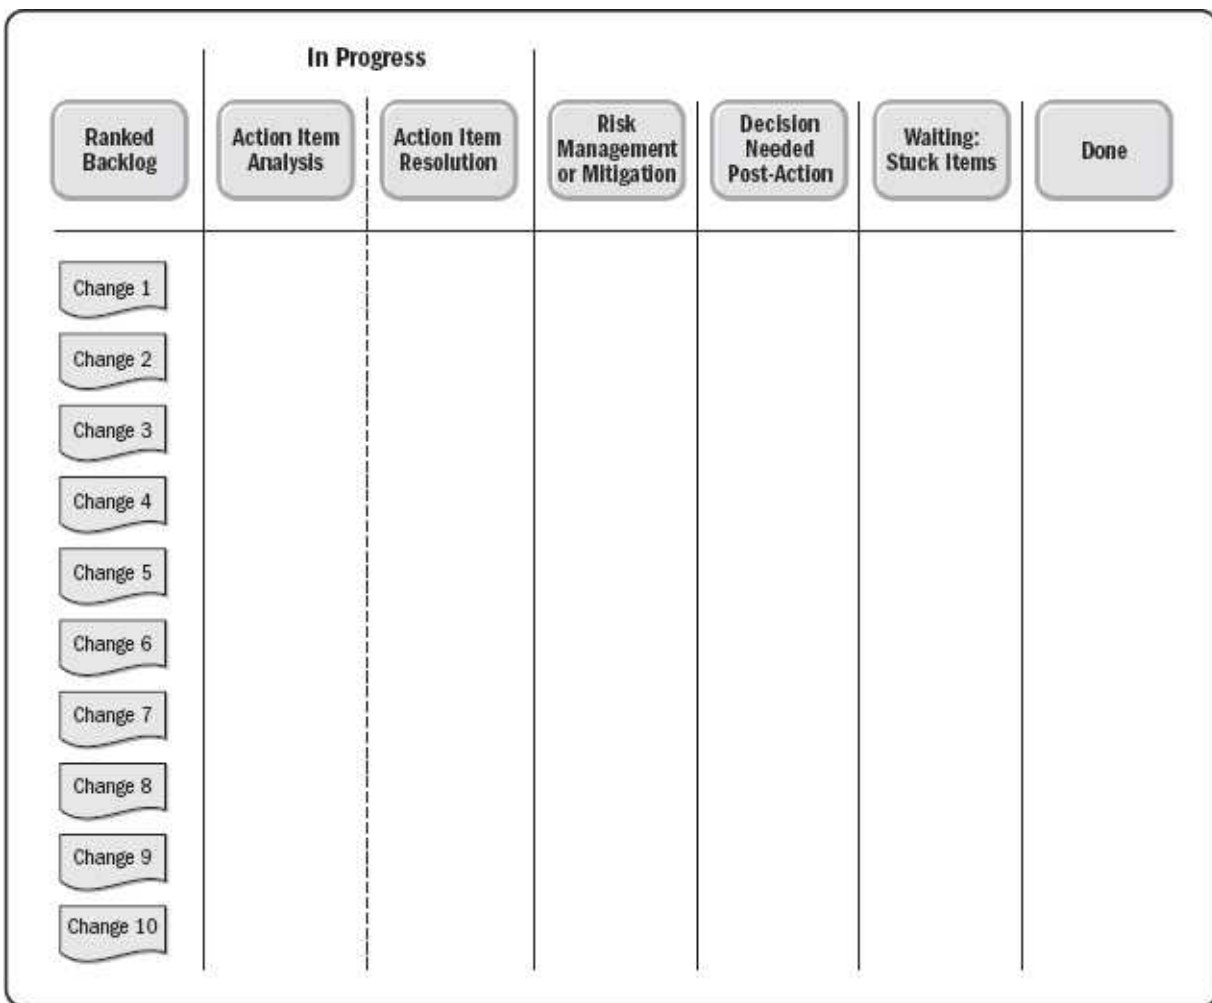 In Progress
Ranked
Backlog
Action Item
Analysis
Action Item
Resolution
Risk
Management
or Mitigation
Decision
Needed
Post-Action
Waiting:
Stuck Items
Done
Change 1
Change 2
Change 3
Change 4
Change 5
Change 6
Change 7
Change 8
Change 9
Change 10